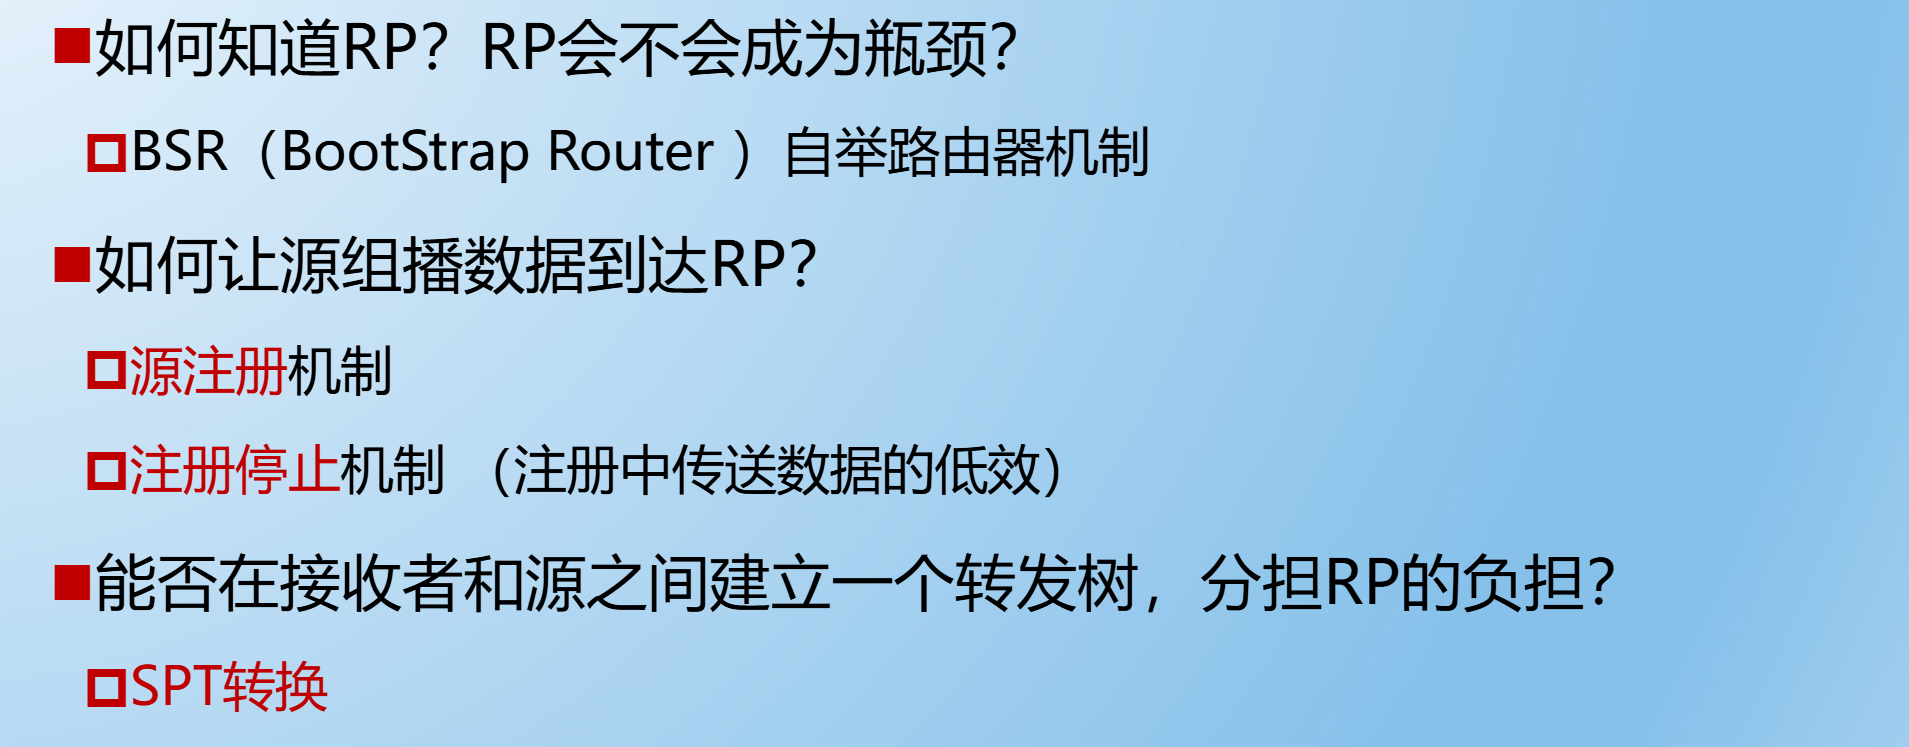 如何知道RP？RP会不会成为瓶颈？
BSR（BootStrap Router ）自举路由器机制
如何让源组播数据到达RP？
源注册机制
注册停止机制 （注册中传送数据的低效）
能否在接收者和源之间建立一个转发树，分担RP的负担？
SPT转换